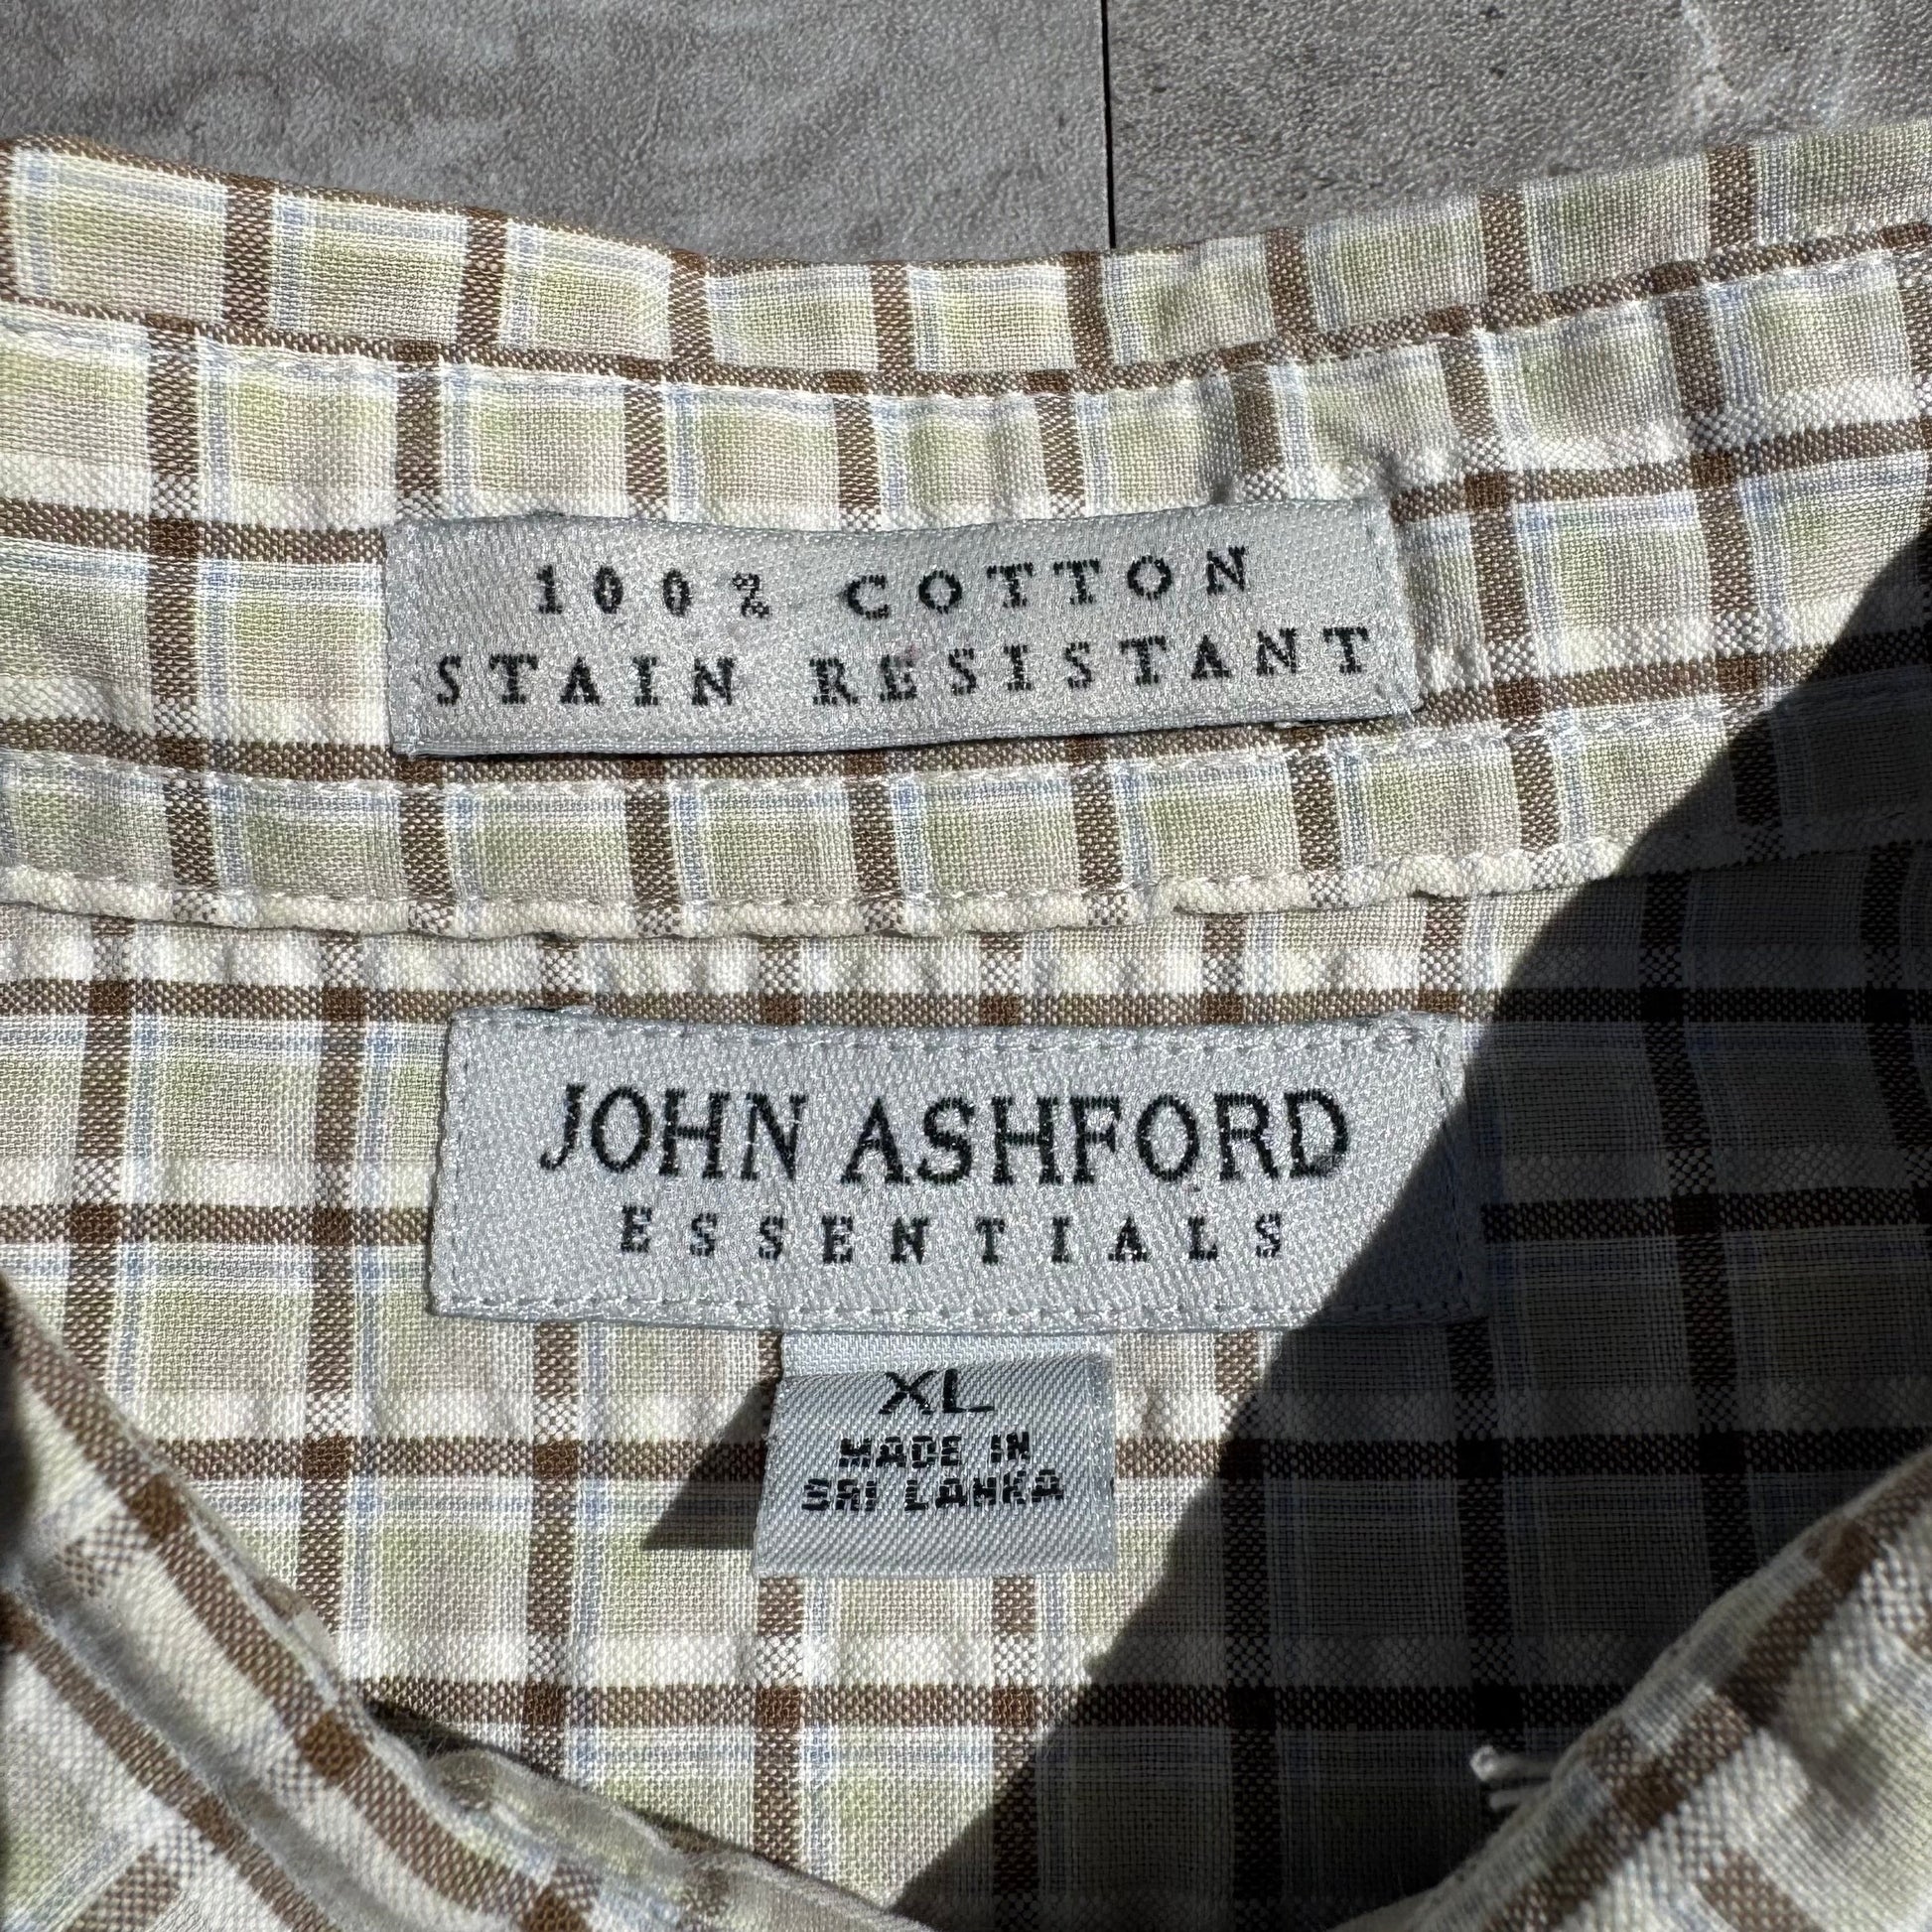 100% COTTON
STAIN RESISTANT
JOHN ASHFORD
ESSENTIALS
XL
MADE IN
SRI LANKA